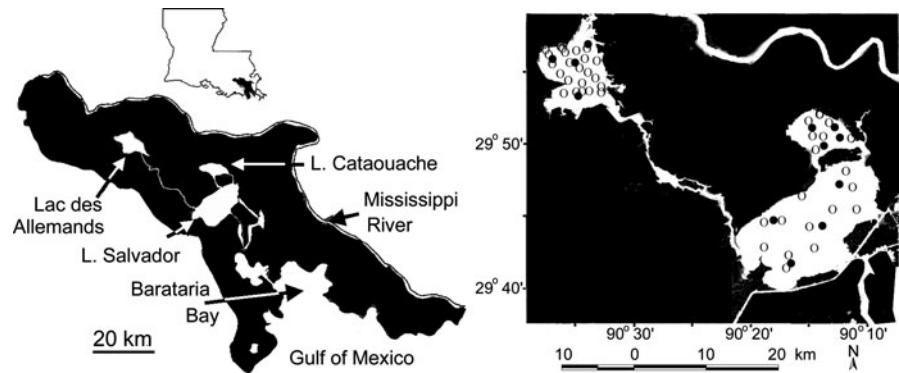 L. Cataouache
Lac des
Allemands
Mississippi
River
L. Salvador
Barataria
Bay
20 km
Gulf of Mexico
29° 50'
29° 40'
90° 30' 90° 20' 90° 10'
10 0 10 20 km
N